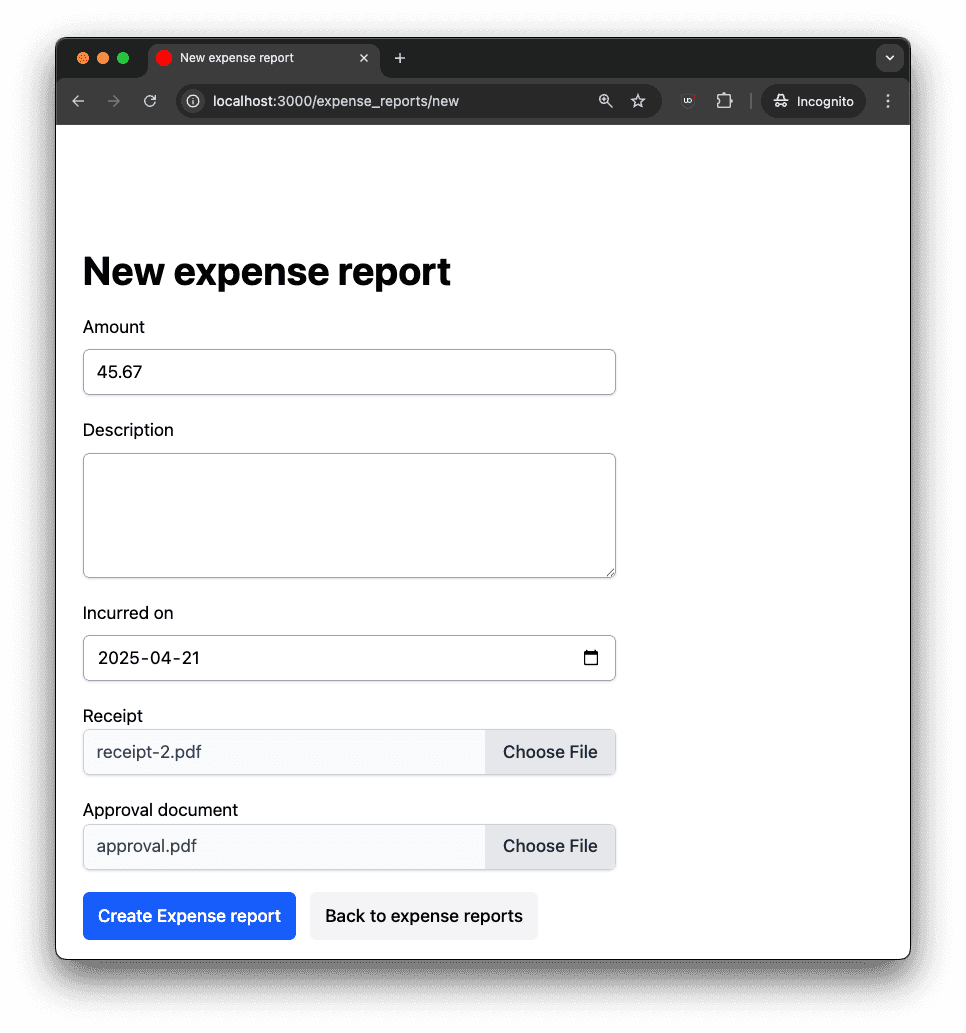 New expense report
localhost:3000/expense_reports/new
Incognito
New expense report
Amount
45.67
Description
Incurred on
2025-04-21
Receipt
receipt-2.pdf Choose File
Approval document
approval.pdf Choose File
Create Expense report Back to expense reports